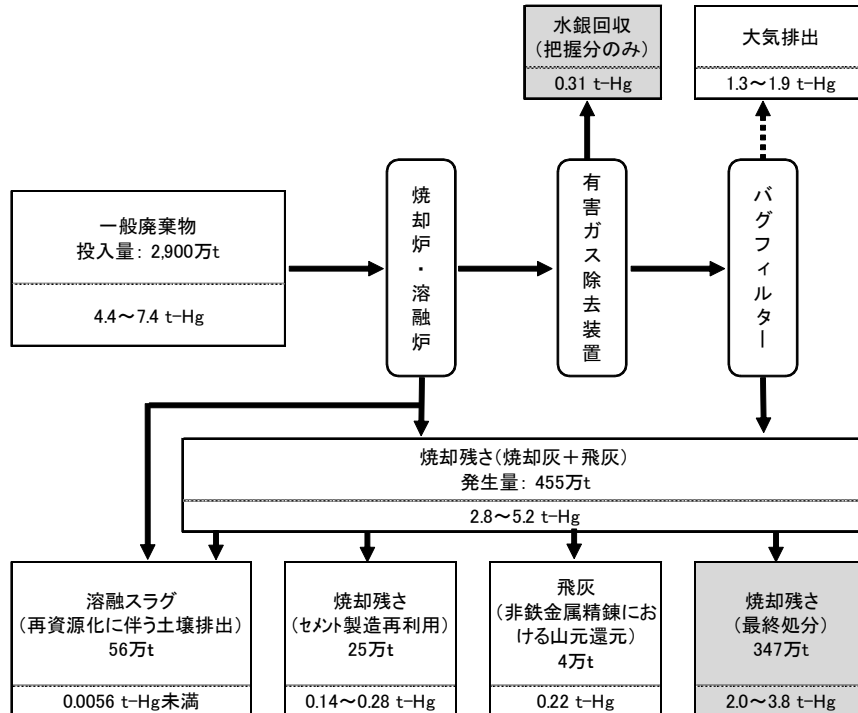 水銀回収
(把握分のみ)
0.31 t-Hg
大気排出
1.3～1.9 t-Hg
一般廃棄物
投入量： 2,900万t
4.4～7.4 t-Hg
焼却炉・溶融炉
有害ガス除去装置
バグフィルター
焼却残さ(焼却灰＋飛灰)
発生量： 455万t
2.8～5.2 t-Hg
溶融スラグ
(再資源化に伴う土壌排出)
56万t
0.0056 t-Hg未満
焼却残さ
(セメント製造再利用)
25万t
0.14～0.28 t-Hg
飛灰
(非鉄金属精錬にお
ける山元還元)
4万t
0.22 t-Hg
焼却残さ
(最終処分)
347万t
2.0～3.8 t-Hg